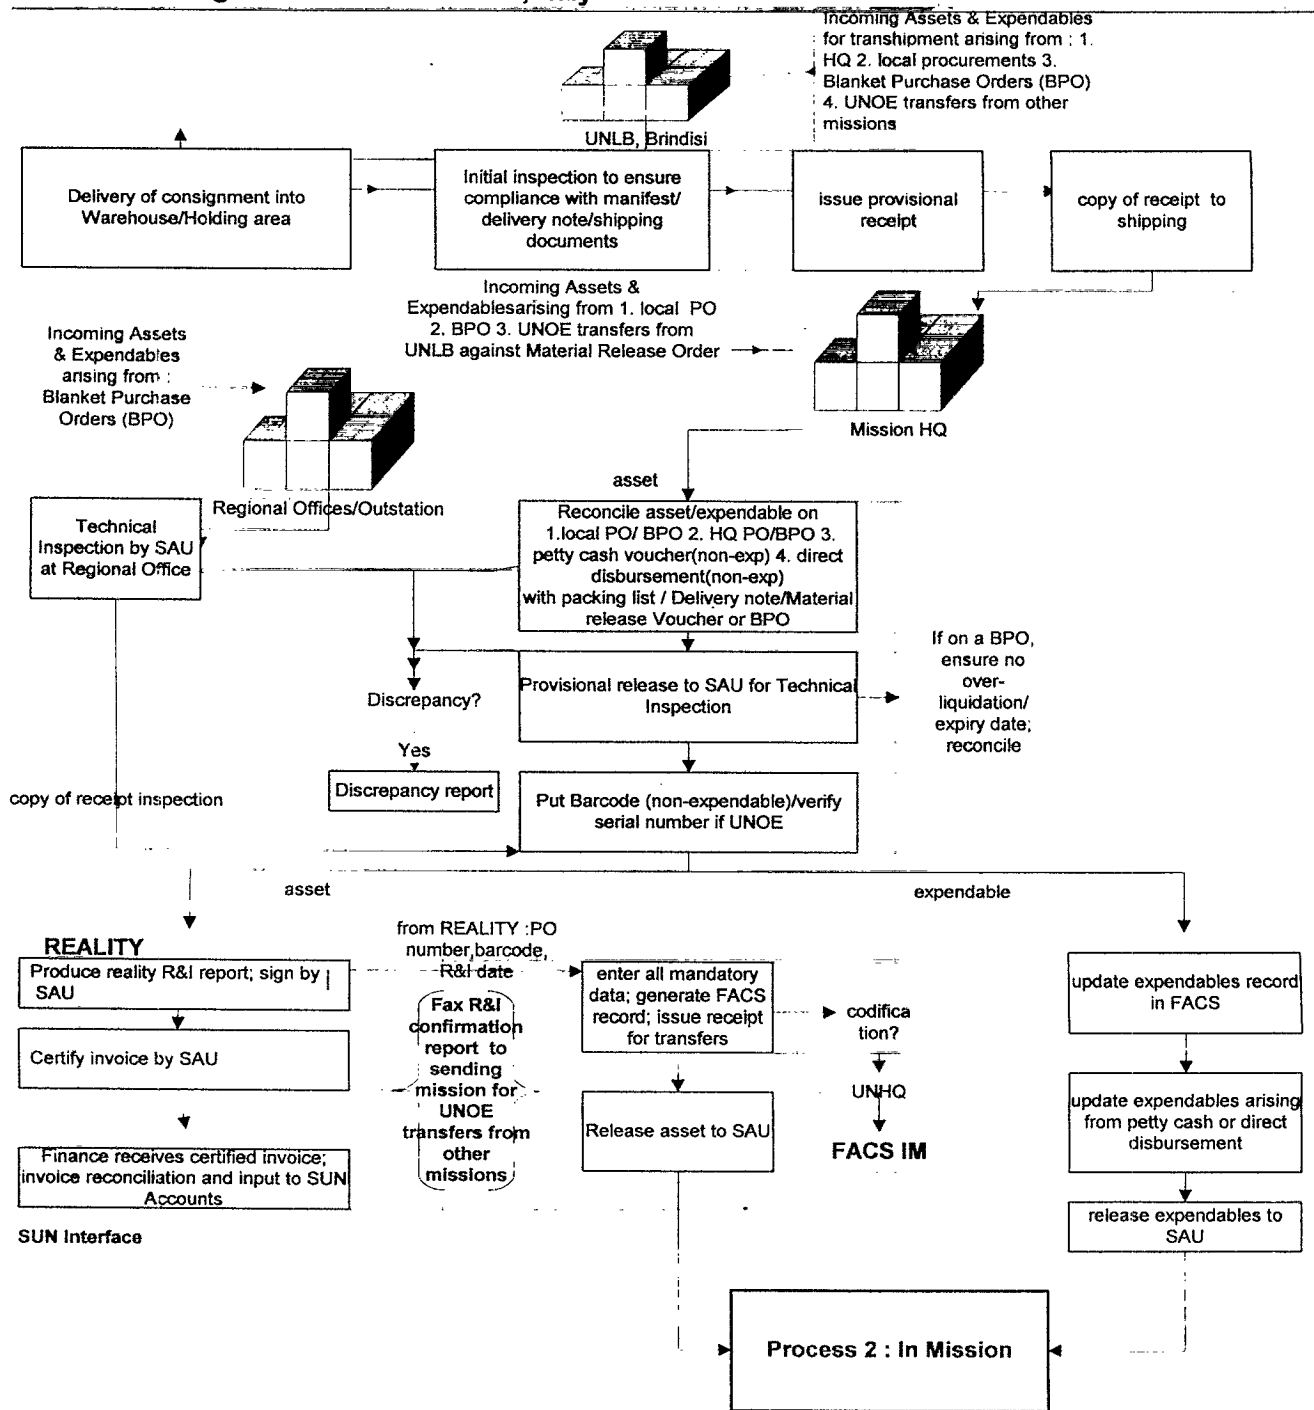 Incoming Assets & Expendables
for transhipment arising from : 1.
HQ 2. local procurements 3.
Blanket Purchase Orders (BPO)
4. UNOE transfers from other
missions
UNLB, Brindisi
Delivery of consignment into
Warehouse/Holding area
Initial inspection to ensure
compliance with manifest/
delivery note/shipping
documents
issue provisional
receipt
copy of receipt to
shipping
Incoming Assets &
Expendablesarising from 1. local PO
2. BPO 3. UNOE transfers from
UNLB against Material Release Order
Incoming Assets
& Expendables
arising from :
Blanket Purchase
Orders (BPO)
Mission HQ
Regional Offices/Outstation
asset
Technical
Inspection by SAU
at Regional Office
Reconcile asset/expendable on
1.local PO/ BPO 2. HQ PO/BPO 3.
petty cash voucher(non-exp) 4. direct
disbursement(non-exp)
with packing list / Delivery note/Material
release Voucher or BPO
If on a BPO,
ensure no
over-
liquidation/
expiry date;
reconcile
Provisional release to SAU for Technical
Inspection
Discrepancy?
Yes
Discrepancy report
copy of receipt inspection
Put Barcode (non-expendable)/verify
serial number if UNOE
asset
expendable
REALITY
Produce reality R&I report; sign by
SAU
Certify invoice by SAU
Finance receives certified invoice;
invoice reconciliation and input to SUN
Accounts
SUN Interface
from REALITY :PO
number,barcode,
R&I date
Fax R&I
confirmation
report to
sending
mission for
UNOE
transfers from
other
missions
enter all mandatory
data; generate FACS
record; issue receipt
for transfers
Release asset to SAU
codifica
tion?
UNHQ
FACS IM
update expendables record
in FACS
update expendables arising
from petty cash or direct
disbursement
release expendables to
SAU
Process 2 : In Mission